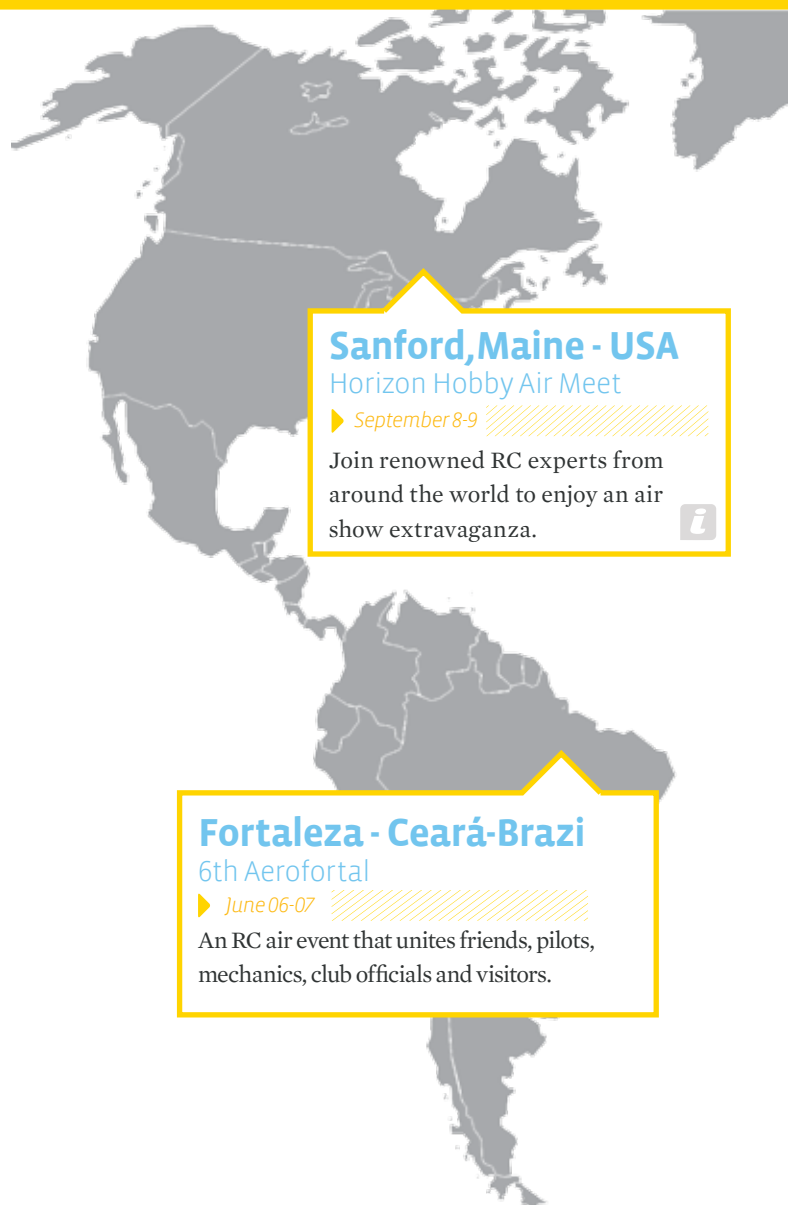 Sanford,Maine - USA
Horizon Hobby Air Meet
September 8-9
Join renowned RC experts from
around the world to enjoy an air
show extravaganza.
i
Fortaleza - Ceará-Brazi
6th Aerofortal
June 06-07
An RC air event that unites friends, pilots,
mechanics, club officials and visitors.